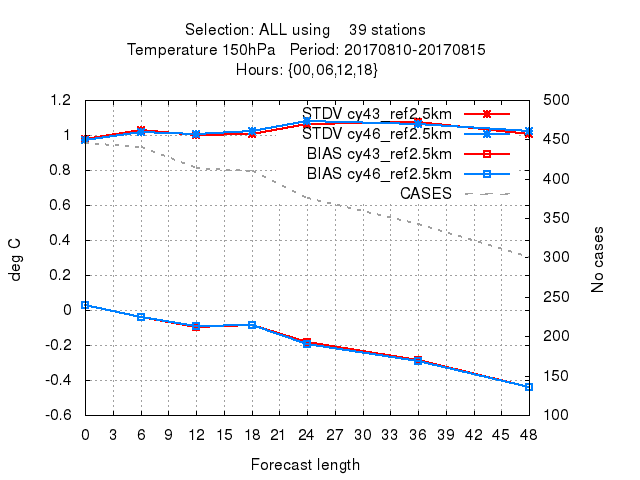 Selection: ALL using 39 stations
Temperature 150hPa Period: 20170810-20170815
Hours: {00,06,12,18}
STDV cy43_ref2.5km
STDV cy46_ref2.5km
BIAS cy43_ref2.5km
BIAS cy46_ref2.5km
CASES
1.2
1
0.8
0.6
0.4
0.2
0
-0.2
-0.4
-0.6
deg C
500
450
400
350
300
250
200
150
100
No cases
0 3 6 9 12 15 18 21 24 27 30 33 36 39 42 45 48
Forecast length